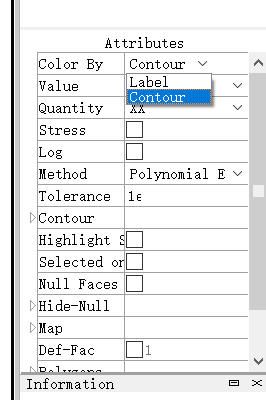 Attributes
Color By Contour
Value Label
Contour
Quantity XX
Stress
Log
Method Polynomial E
Tolerance 1e
Contour
Highlight S
Selected or
Null Faces
Hide-Null
Map
Def-Fac 1
Polygons
Information